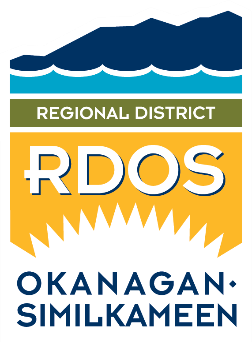 REGIONAL DISTRICT
RDOS
OKANAGAN·
SIMILKAMEEN